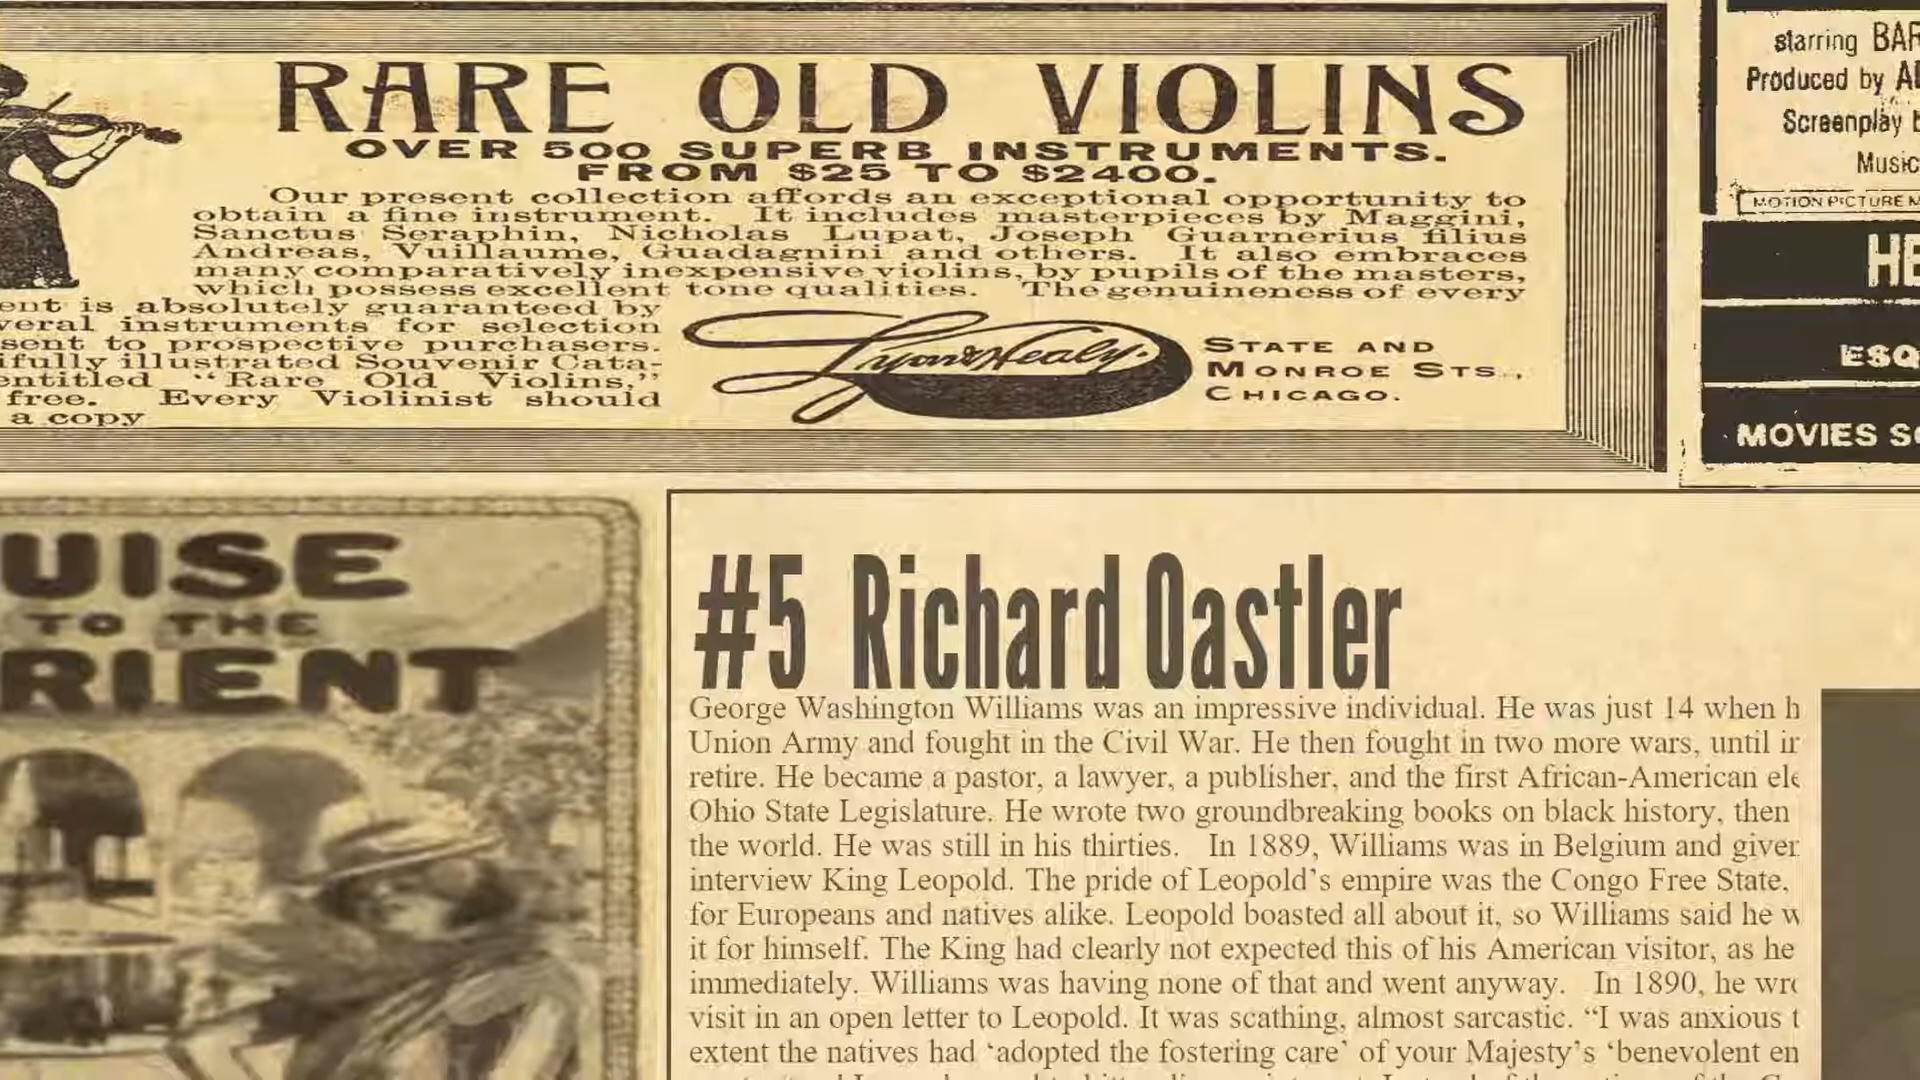 RARE OLD VIOLINS
OVER 500 SUPERB INSTRUMENTS.
FROM $25 TO $2400.
Our present collection affords an exceptional opportunity to
obtain a fine instrument. It includes masterpieces by Maggini,
Sanctus Seraphin, Nicholas Lupat, Joseph Guarnerius filius
Andreas, Vuillaume, Guadagnini and others. It also embraces
many comparatively inexpensive violins, by pupils of the masters,
which possess excellent tone qualities. The genuineness of every
ent is absolutely guaranteed by
veral instruments for selection
sent to prospective purchasers.
ifully illustrated Souvenir Cata-
entitled "Rare Old Violins,"
free. Every Violinist should
a copy
Lyon & Healy.
STATE AND
MONROE STS.,
CHICAGO.
starring BAR
Produced by
Screenplay
Music
MOTION PICTURE
HE
ESQ
MOVIES
UISE
TO THE
RIENT
#5 Richard Oastler
George Washington Williams was an impressive individual. He was just 14 when h
Union Army and fought in the Civil War. He then fought in two more wars, until ir
retire. He became a pastor, a lawyer, a publisher, and the first African-American ele
Ohio State Legislature. He wrote two groundbreaking books on black history, then
the world. He was still in his thirties. In 1889, Williams was in Belgium and giver
interview King Leopold. The pride of Leopold's empire was the Congo Free State,
for Europeans and natives alike. Leopold boasted all about it, so Williams said he w
it for himself. The King had clearly not expected this of his American visitor, as he
immediately. Williams was having none of that and went anyway. In 1890, he wr
visit in an open letter to Leopold. It was scathing, almost sarcastic. “I was anxious t
extent the natives had ‘adopted the fostering care’ of your Majesty’s ‘benevolent en